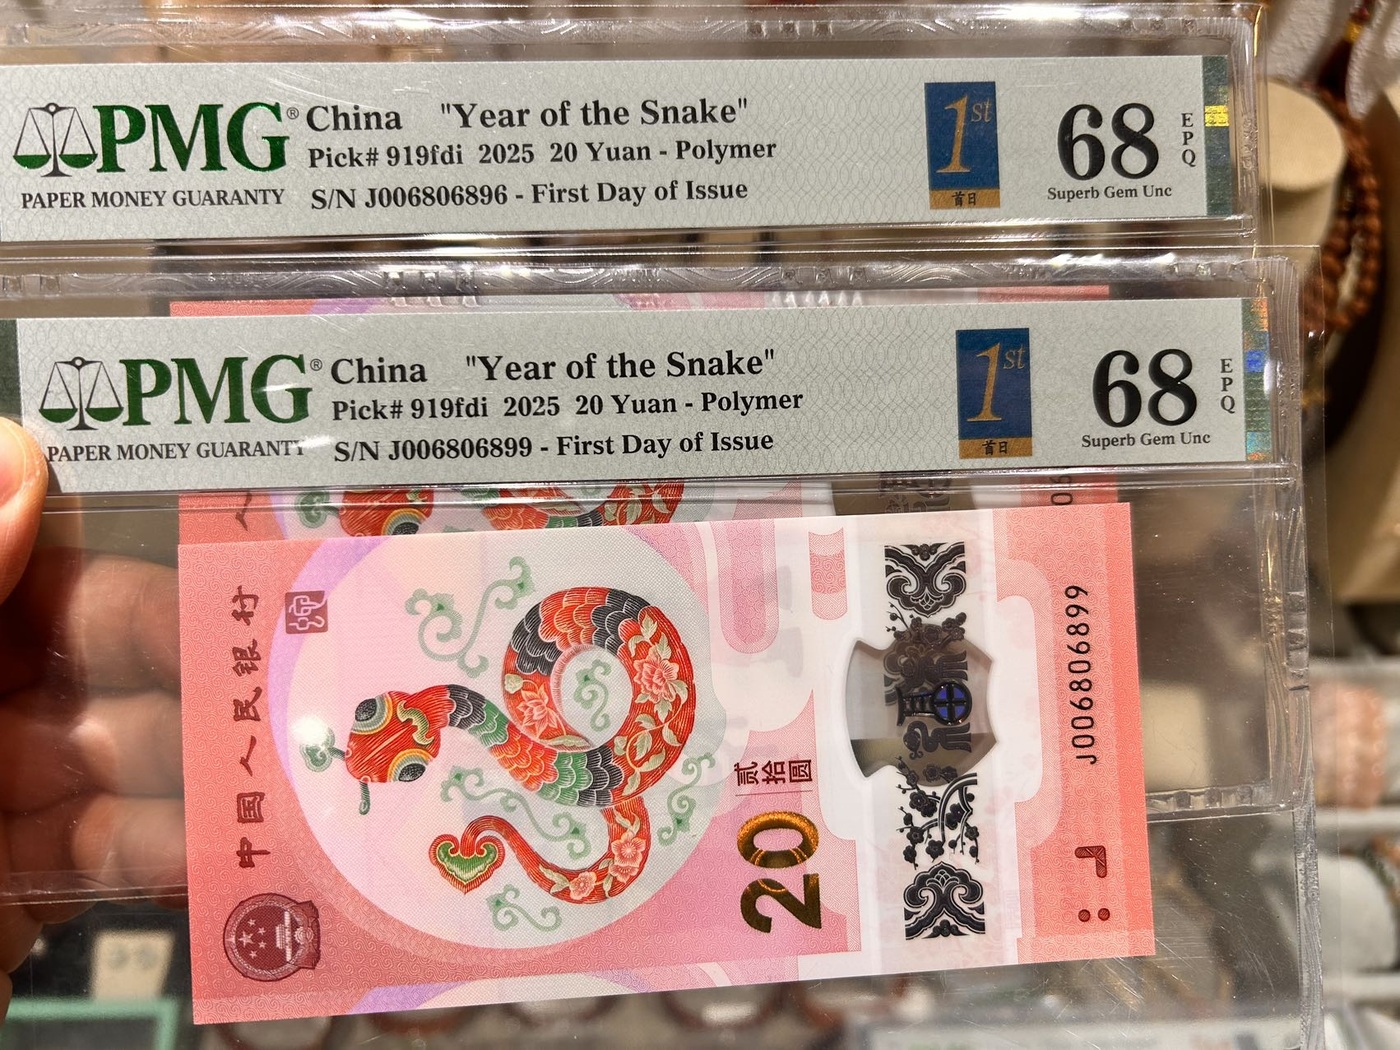 PMG® China "Year of the Snake"
Pick# 919fdi 2025 20 Yuan - Polymer
PAPER MONEY GUARANTY S/N J006806896 - First Day of Issue
1st
首日
68
EPQ
Superb Gem Unc
PMG® China "Year of the Snake"
Pick# 919fdi 2025 20 Yuan - Polymer
PAPER MONEY GUARANTY S/N J006806899 - First Day of Issue
1st
首日
68
EPQ
Superb Gem Unc
中国人民银行
贰拾圆
20
J006806899